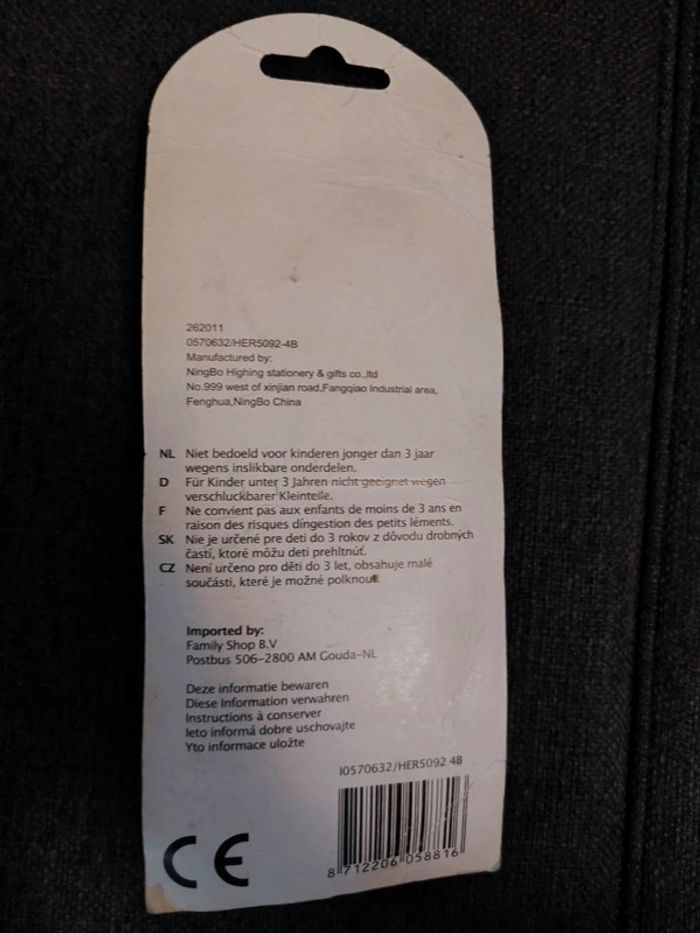 262011
0570632/HER5092-4B
Manufactured by:
NingBo Highing stationery & gifts co.,ltd
No.999 west of xinjian road,Fangqiao Industrial area,
Fenghua,NingBo China
NL Niet bedoeld voor kinderen jonger dan 3 jaar
wegens inslikbare onderdelen.
D Für Kinder unter 3 Jahren nicht geeignet wegen
verschluckbarer Kleinteile.
F Ne convient pas aux enfants de moins de 3 ans en
raison des risques díngestion des petits léments.
SK Nie je určené pre deti do 3 rokov z dôvodu drobných
častí, ktoré môžu deti prehltnúť.
CZ Není určeno pro děti do 3 let, obsahuje malé
součásti, které je možné polknout
Imported by:
Family Shop B.V
Postbus 506-2800 AM Gouda-NL
Deze informatie bewaren
Diese Information verwahren
Instructions à conserver
Ieto informá dobre uschovajte
Yto informace uložte
I0570632/HER5092 4B
8 712206 058816
CE